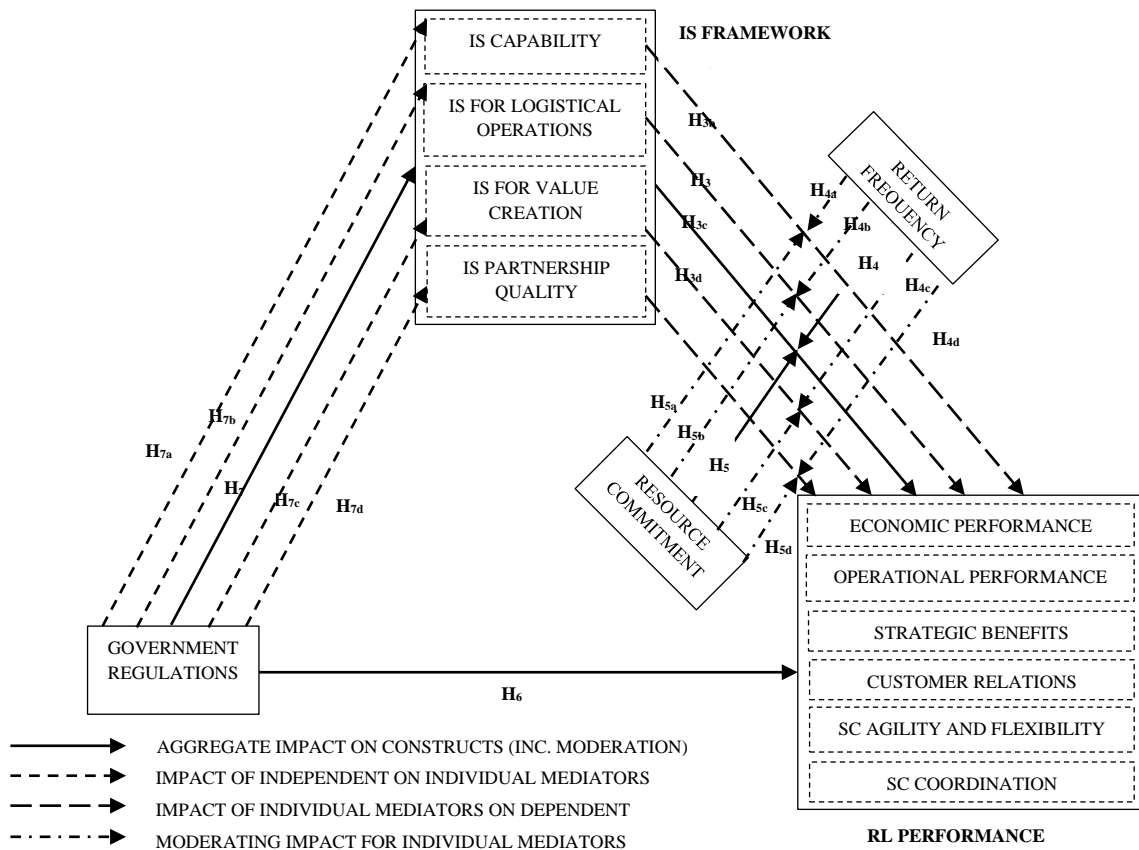 IS CAPABILITY
IS FRAMEWORK
IS FOR LOGISTICAL
OPERATIONS
IS FOR VALUE
CREATION
IS PARTNERSHIP
QUALITY
H3b
H3
H3c
H3d
RETURN
FREQUENCY
H4a
H4b
H4
H4c
H4d
H5a
H5b
H5
H5c
H5d
RESOURCE
COMMITMENT
H7a
H7b
H7
H7c
H7d
GOVERNMENT
REGULATIONS
H6
ECONOMIC PERFORMANCE
OPERATIONAL PERFORMANCE
STRATEGIC BENEFITS
CUSTOMER RELATIONS
SC AGILITY AND FLEXIBILITY
SC COORDINATION
RL PERFORMANCE
AGGREGATE IMPACT ON CONSTRUCTS (INC. MODERATION)
IMPACT OF INDEPENDENT ON INDIVIDUAL MEDIATORS
IMPACT OF INDIVIDUAL MEDIATORS ON DEPENDENT
MODERATING IMPACT FOR INDIVIDUAL MEDIATORS